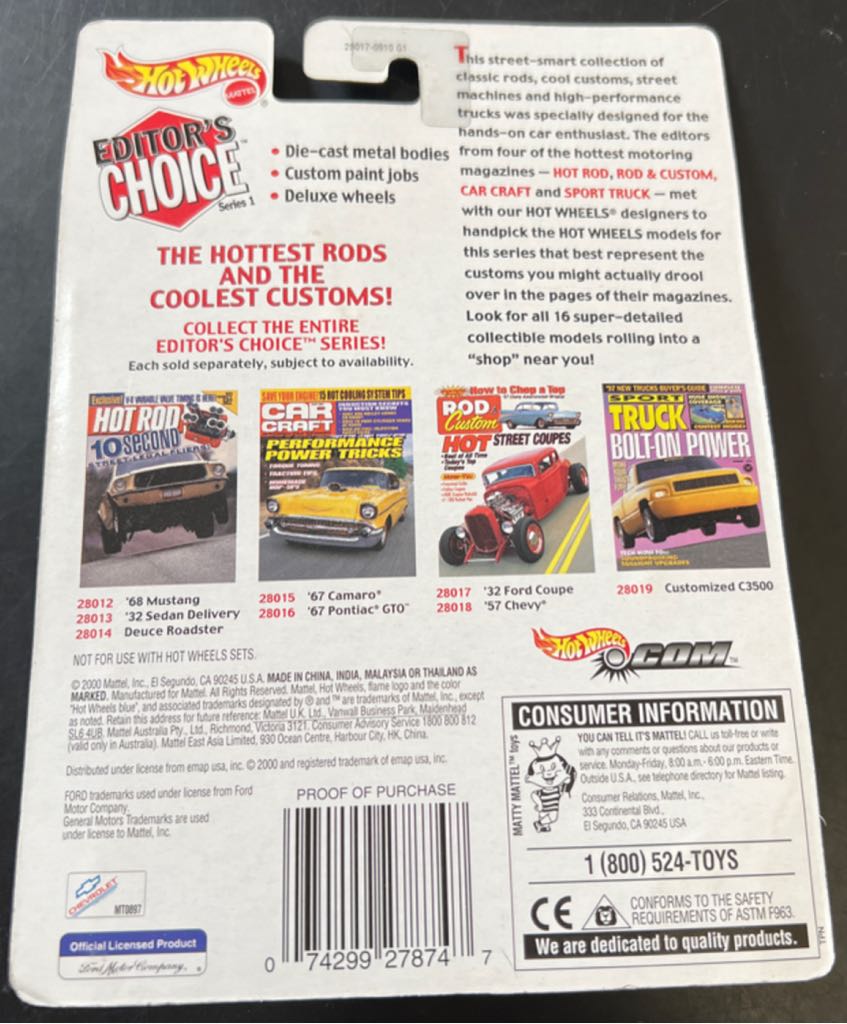 28017-0910 G1
HOT WHEELS
MATTEL
EDITOR'S
CHOICE™
Series 1
• Die-cast metal bodies
• Custom paint jobs
• Deluxe wheels
THE HOTTEST RODS
AND THE
COOLEST CUSTOMS!
COLLECT THE ENTIRE
EDITOR'S CHOICE™ SERIES!
Each sold separately, subject to availability.
This street-smart collection of
classic rods, cool customs, street
machines and high-performance
trucks was specially designed for the
hands-on car enthusiast. The editors
from four of the hottest motoring
magazines — HOT ROD, ROD & CUSTOM,
CAR CRAFT and SPORT TRUCK — met
with our HOT WHEELS® designers to
handpick the HOT WHEELS models for
this series that best represent the
customs you might actually drool
over in the pages of their magazines.
Look for all 16 super-detailed
collectible models rolling into a
"shop" near you!
HOT ROD
10 SECOND
STREET-LEGAL FLIERS!
SAVE YOUR ENGINE! 15 HOT COOLING SYSTEM TIPS
CAR
CRAFT
PERFORMANCE
POWER TRICKS
How to Chop a Top
ROD &
Custom
HOT STREET COUPES
'97 NEW TRUCKS BUYER'S GUIDE
SPORT
TRUCK
BOLT-ON POWER
28012 '68 Mustang
28013 '32 Sedan Delivery
28014 Deuce Roadster
28015 '67 Camaro®
28016 '67 Pontiac® GTO™
28017 '32 Ford Coupe
28018 '57 Chevy®
28019 Customized C3500
NOT FOR USE WITH HOT WHEELS SETS.
HOT WHEELS
.COM™
© 2000 Mattel, Inc., El Segundo, CA 90245 U.S.A. MADE IN CHINA, INDIA, MALAYSIA OR THAILAND AS
MARKED. Manufactured for Mattel. All Rights Reserved. Mattel, Hot Wheels, flame logo and the color
"Hot Wheels blue", and associated trademarks designated by ® and ™ are trademarks of Mattel, Inc., except
as noted. Retain this address for future reference: Mattel U.K. Ltd., Vanwall Business Park, Maidenhead
SL6 4UB. Mattel Australia Pty., Ltd., Richmond, Victoria 3121. Consumer Advisory Service 1800 800 812
(valid only in Australia). Mattel East Asia Limited, 930 Ocean Centre, Harbour City, HK, China.
Distributed under license from emap usa, inc. © 2000 and registered trademark of emap usa, inc.
FORD trademarks used under license from Ford
Motor Company.
General Motors Trademarks are used
under license to Mattel, Inc.
CHEVROLET
MT0897
Official Licensed Product
Ford Motor Company.
PROOF OF PURCHASE
0 74299 27874 7
CONSUMER INFORMATION
MATTY MATTEL™ toys
YOU CAN TELL IT'S MATTEL! CALL us toll-free or write
with any comments or questions about our products or
service. Monday-Friday, 8:00 a.m. - 6:00 p.m. Eastern Time.
Outside U.S.A., see telephone directory for Mattel listing.
Consumer Relations, Mattel, Inc.,
333 Continental Blvd.,
El Segundo, CA 90245 USA
1 (800) 524-TOYS
CE
CONFORMS TO THE SAFETY
REQUIREMENTS OF ASTM F963.
We are dedicated to quality products.
TPN